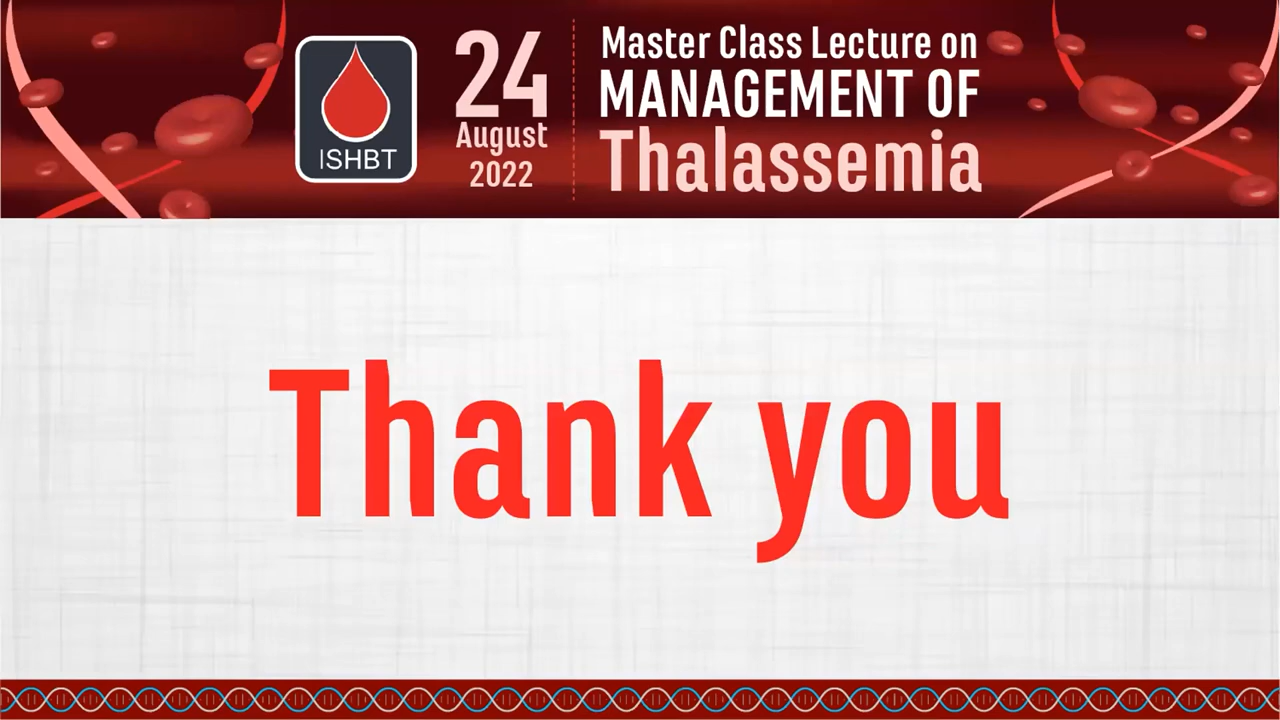 ISHBT
24
August
2022
Master Class Lecture on
MANAGEMENT OF
Thalassemia
Thank you